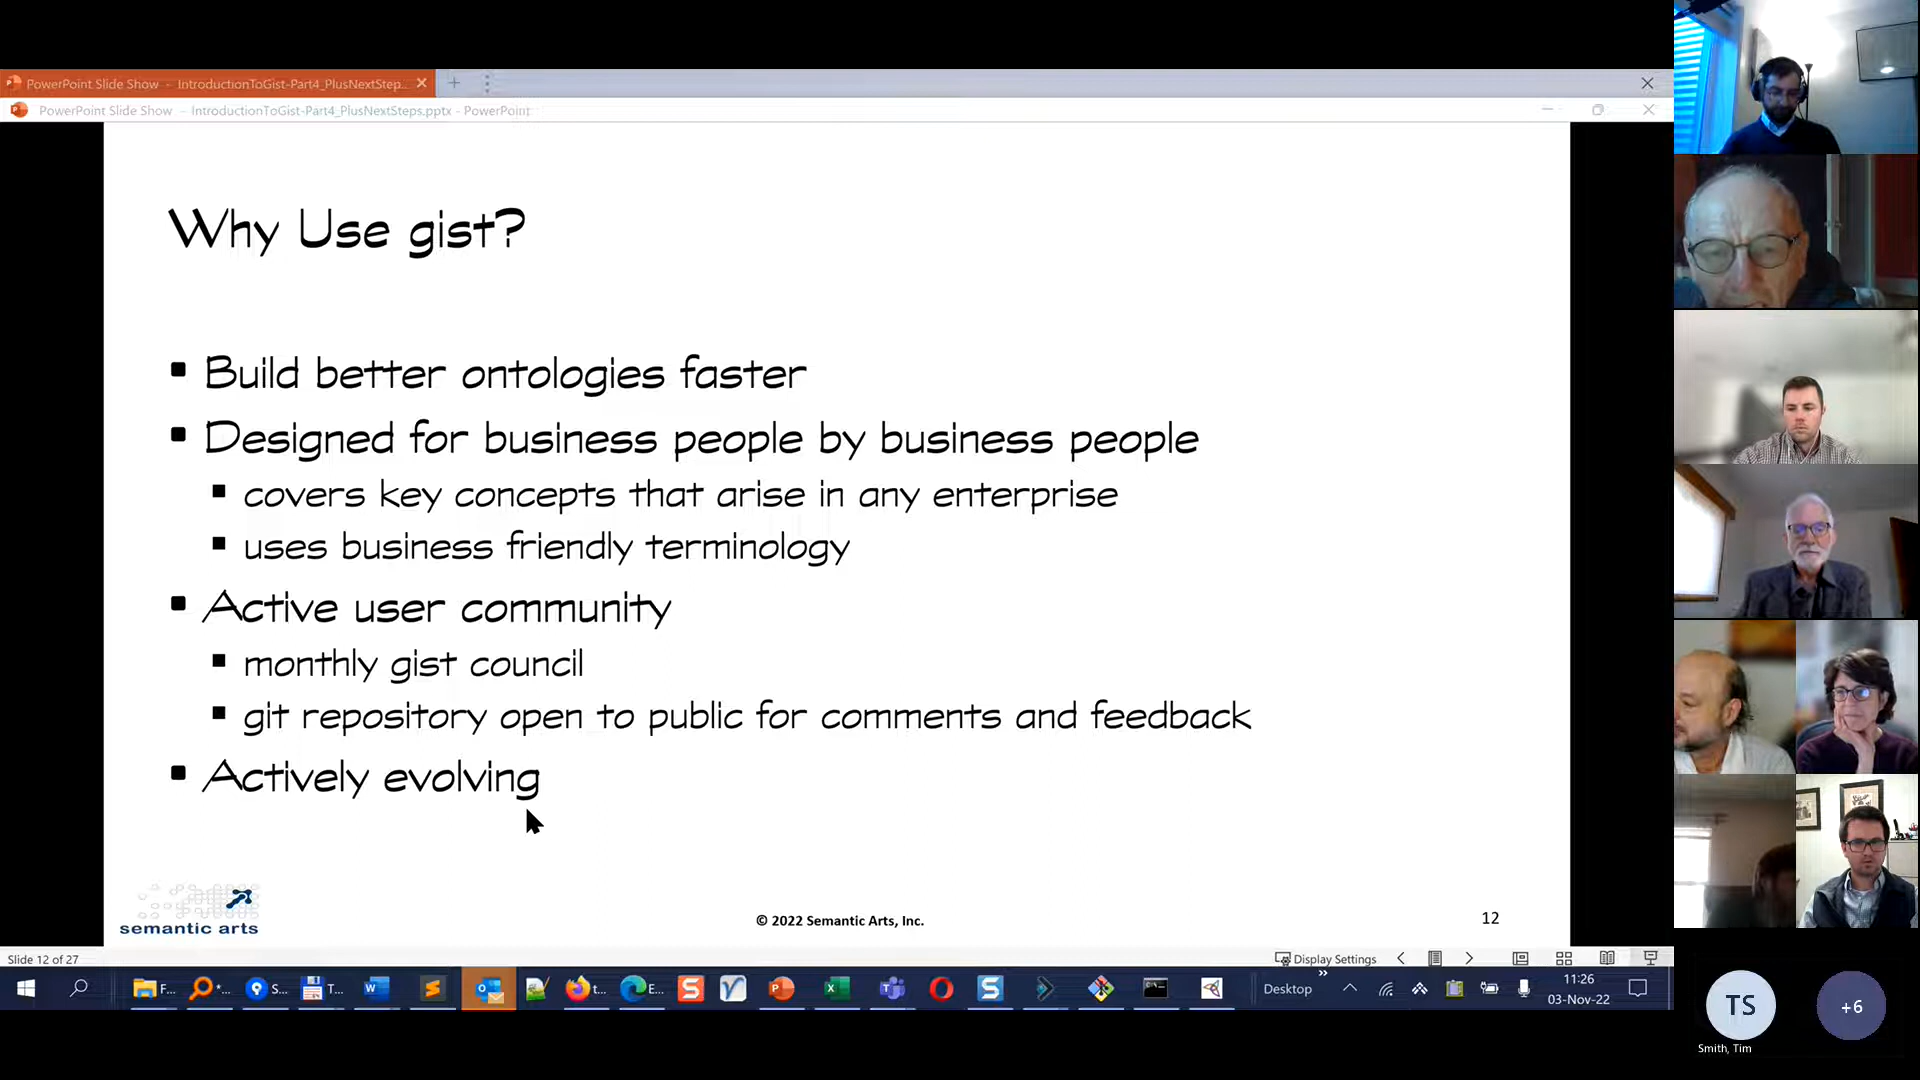 PowerPoint Slide Show - IntroductionToGist-Part4_PlusNextStep...
PowerPoint Slide Show - IntroductionToGist-Part4_PlusNextSteps.pptx - PowerPoint
Why Use gist?
Build better ontologies faster
Designed for business people by business people
covers key concepts that arise in any enterprise
uses business friendly terminology
Active user community
monthly gist council
git repository open to public for comments and feedback
Actively evolving
semantic arts
© 2022 Semantic Arts, Inc.
12
Slide 12 of 27
Display Settings
F...
S...
T...
t...
E...
Desktop
11:26
03-Nov-22
TS
+6
Smith, Tim